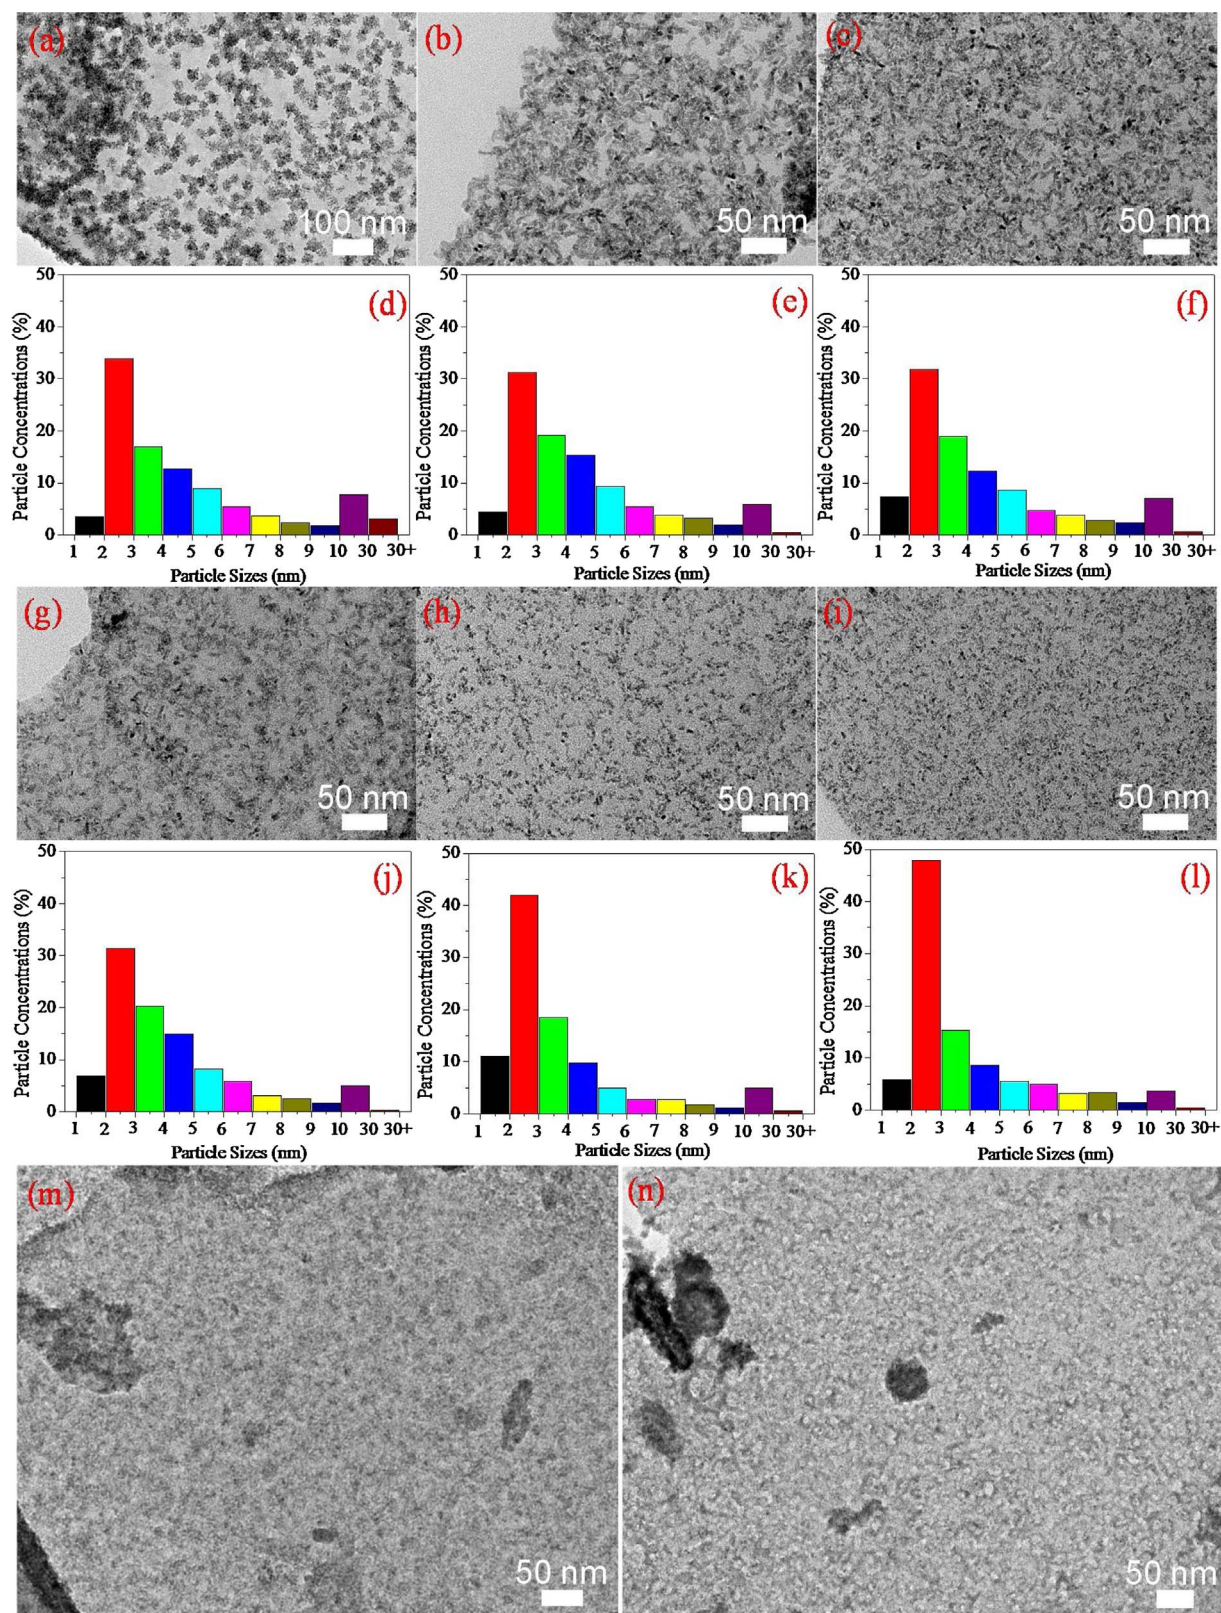 (a)
100 nm
(b)
50 nm
(c)
50 nm
50
40
30
20
10
0
Particle Concentrations (%)
(d)
1 2 3 4 5 6 7 8 9 10 30 30+
Particle Sizes (nm)
50
40
30
20
10
0
Particle Concentrations (%)
(e)
1 2 3 4 5 6 7 8 9 10 30 30+
Particle Sizes (nm)
50
40
30
20
10
0
Particle Concentrations (%)
(f)
1 2 3 4 5 6 7 8 9 10 30 30+
Particle Sizes (nm)
(g)
50 nm
(h)
50 nm
(i)
50 nm
50
40
30
20
10
0
Particle Concentrations (%)
(j)
1 2 3 4 5 6 7 8 9 10 30 30+
Particle Sizes (nm)
50
40
30
20
10
0
Particle Concentrations (%)
(k)
1 2 3 4 5 6 7 8 9 10 30 30+
Particle Sizes (nm)
50
40
30
20
10
0
Particle Concentrations (%)
(l)
1 2 3 4 5 6 7 8 9 10 30 30+
Particle Sizes (nm)
(m)
50 nm
(n)
50 nm